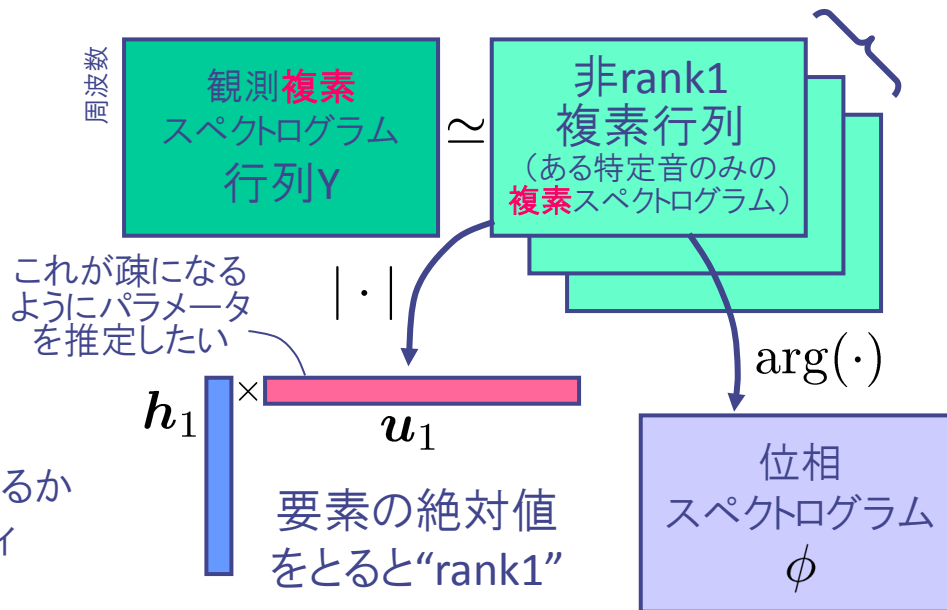 周波数
観測複素
スペクトログラム
行列Y
≃
非rank1
複素行列
(ある特定音のみの
複素スペクトログラム)
これが疎になる
ようにパラメータ
を推定したい
|・|
arg(・)
h₁
×
u₁
るか
ィ
要素の絶対値
をとると“rank1”
位相
スペクトログラム
ϕ